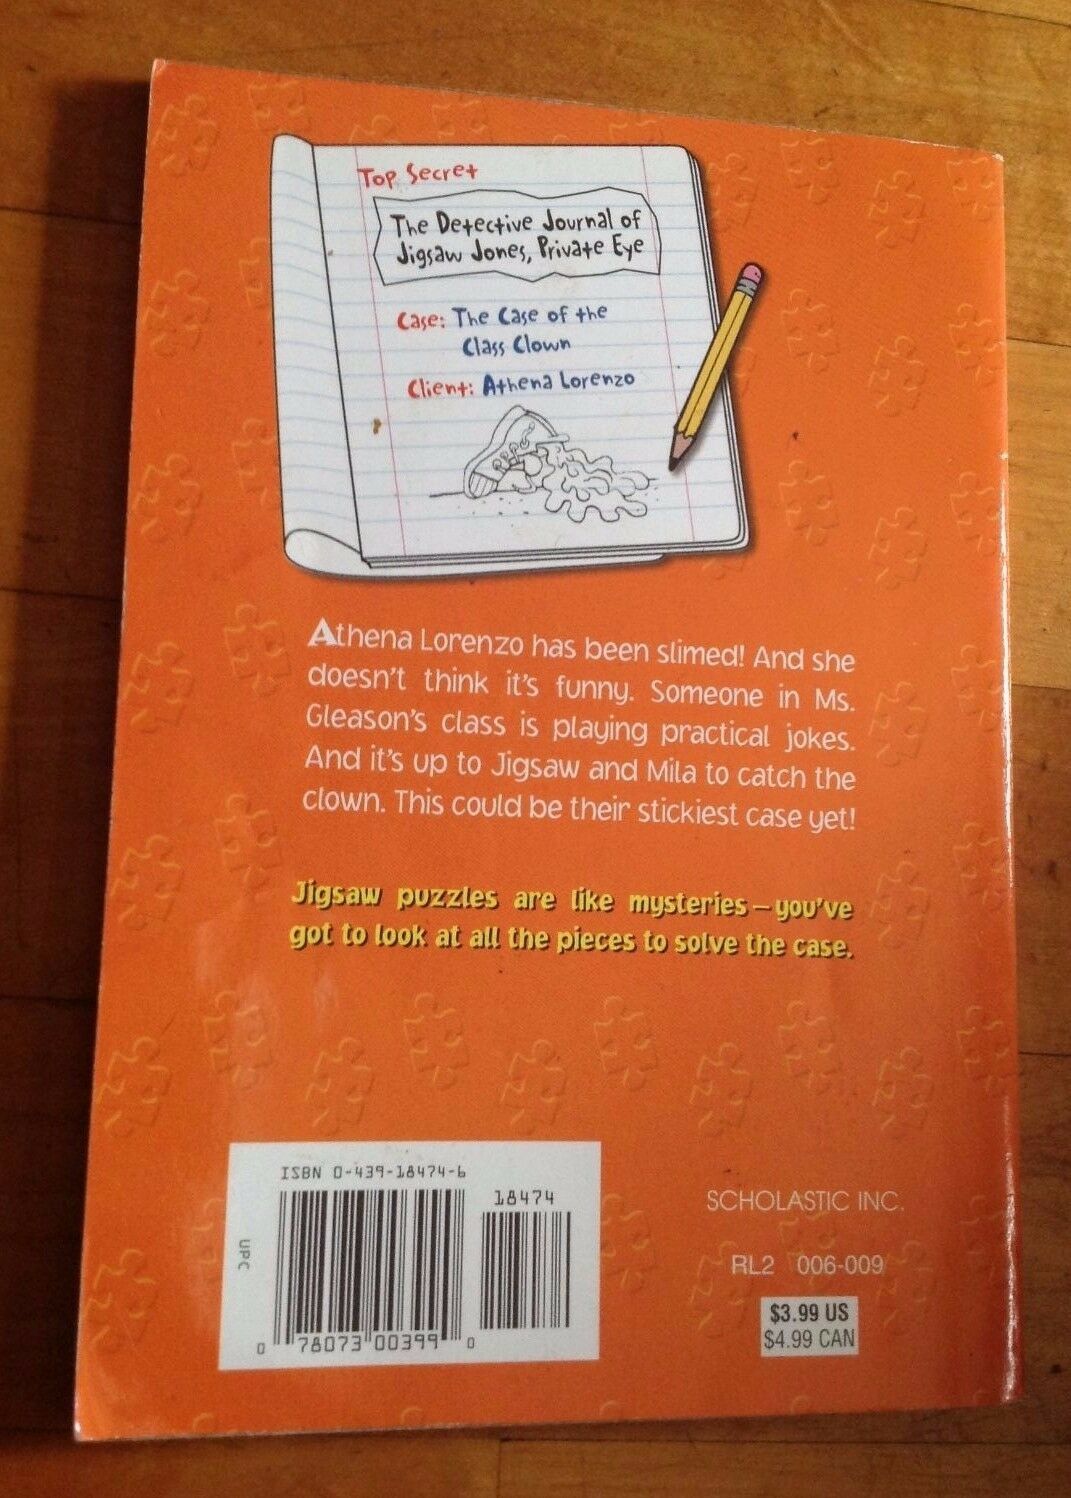 Top Secret
The Detective Journal of
Jigsaw Jones, Private Eye
Case: The Case of the
Class Clown
Client: Athena Lorenzo
Athena Lorenzo has been slimed! And she
doesn't think it's funny. Someone in Ms.
Gleason's class is playing practical jokes.
And it's up to Jigsaw and Mila to catch the
clown. This could be their stickiest case yet!
Jigsaw puzzles are like mysteries—you've
got to look at all the pieces to solve the case.
ISBN 0-439-18474-6
18474
UPC
0 78073 00399 0
SCHOLASTIC INC.
RL2 006-009
$3.99 US
$4.99 CAN